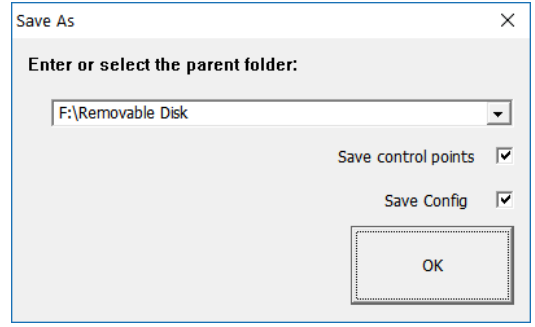 Save As
Enter or select the parent folder:
F:\Removable Disk
Save control points
Save Config
OK